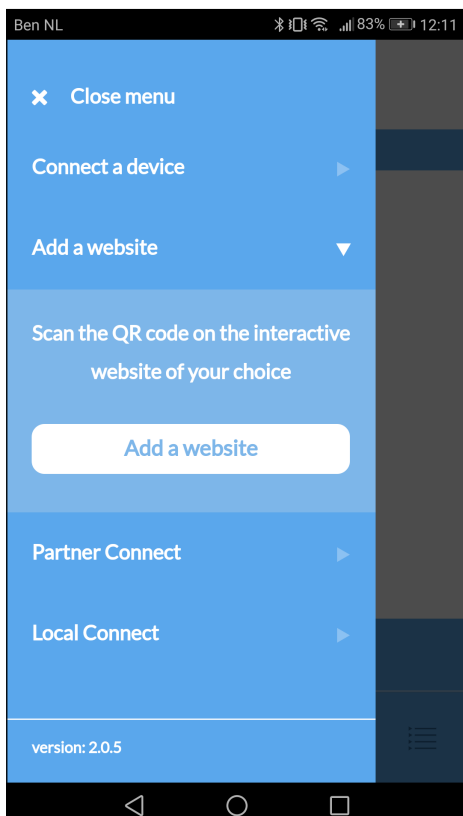 Ben NL 83% 12:11
Close menu
Connect a device
Add a website
Scan the QR code on the interactive
website of your choice
Add a website
Partner Connect
Local Connect
version: 2.0.5